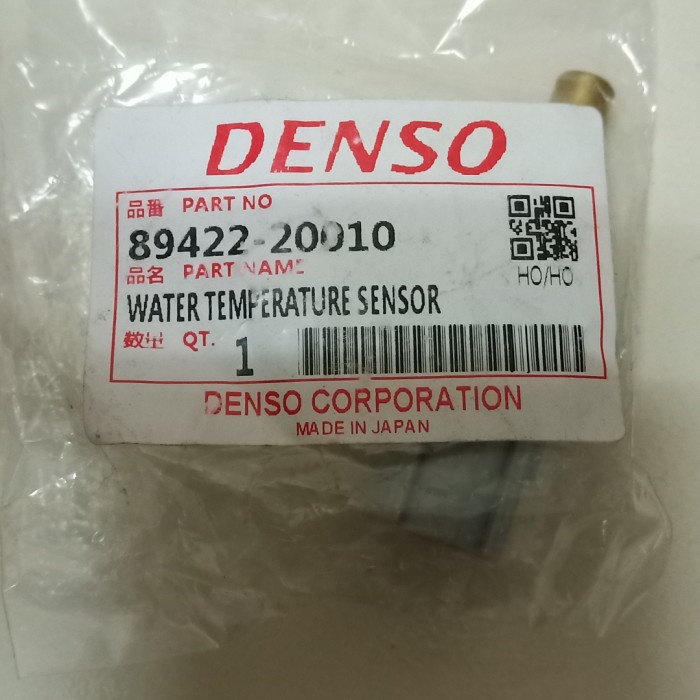 DENSO
品番 PART NO
89422-20010
HO/HO
品名 PART NAME
WATER TEMPERATURE SENSOR
数量 QT.
1
DENSO CORPORATION
MADE IN JAPAN